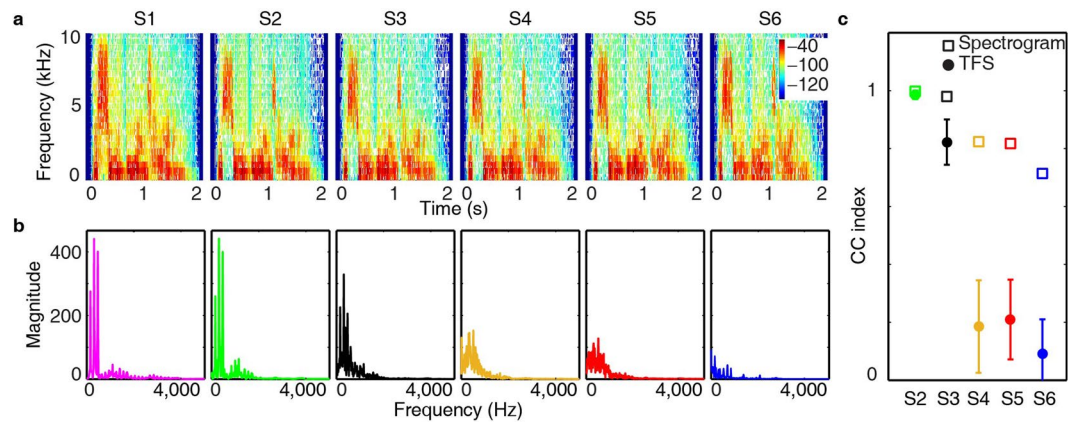 a S1 S2 S3 S4 S5 S6
10
5
0
Frequency (kHz)
–40
–100
–120
0 1 2 0 1 2 0 1 2 0 1 2 0 1 2 0 1 2
Time (s)
b
400
200
0
Magnitude
0 4,000 0 4,000 0 4,000 0 4,000 0 4,000 0 4,000
Frequency (Hz)
c
Spectrogram
TFS
1
0
CC index
S2 S3 S4 S5 S6